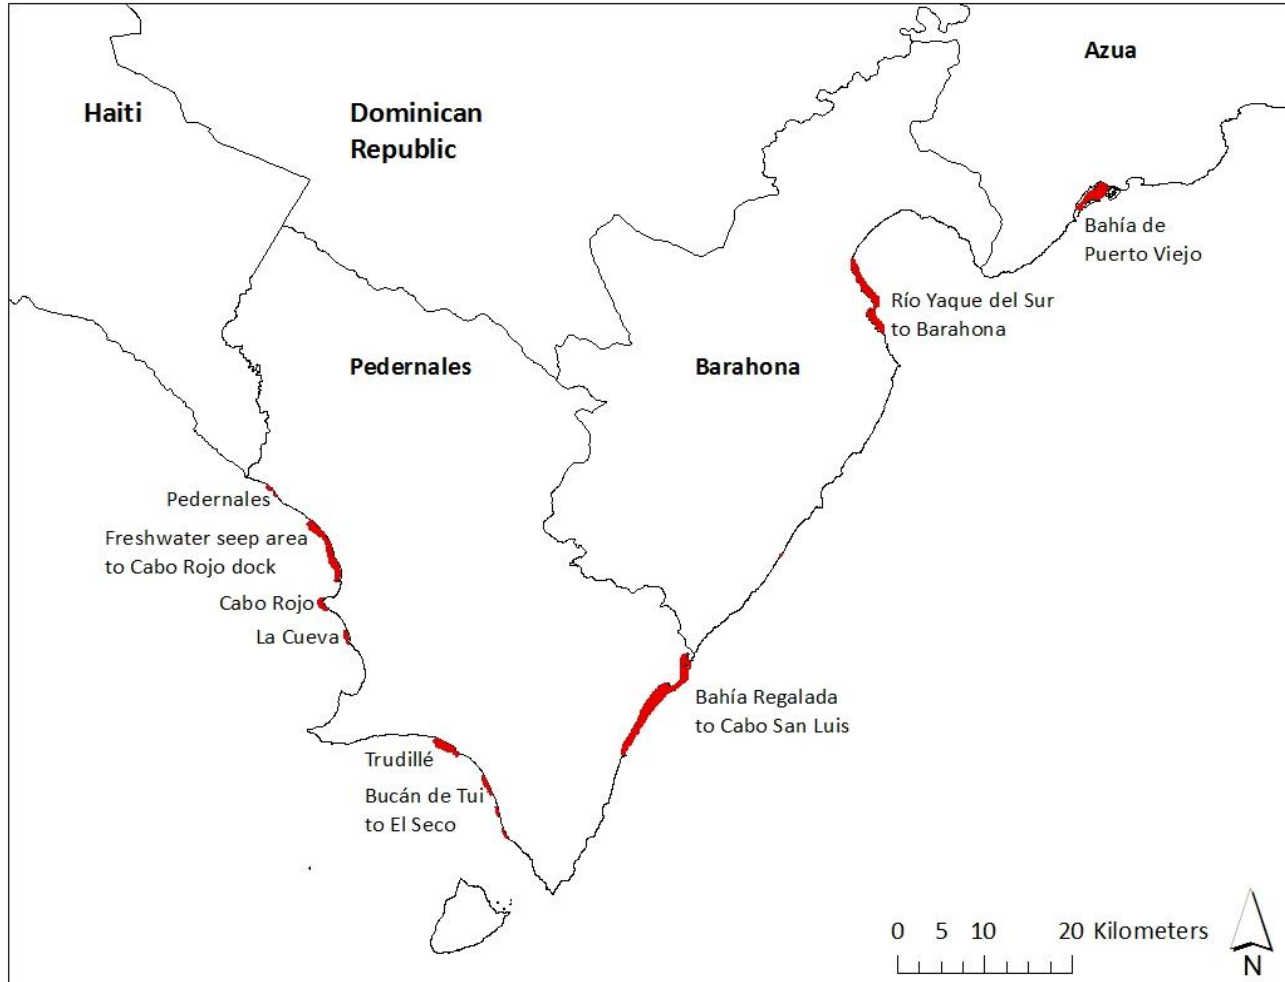 Azua
Haiti
Dominican
Republic
Bahía de
Puerto Viejo
Río Yaque del Sur
to Barahona
Pedernales
Barahona
Pedernales
Freshwater seep area
to Cabo Rojo dock
Cabo Rojo
La Cueva
Bahía Regalada
to Cabo San Luis
Trudillé
Bucán de Tui
to El Seco
0 5 10 20 Kilometers
N